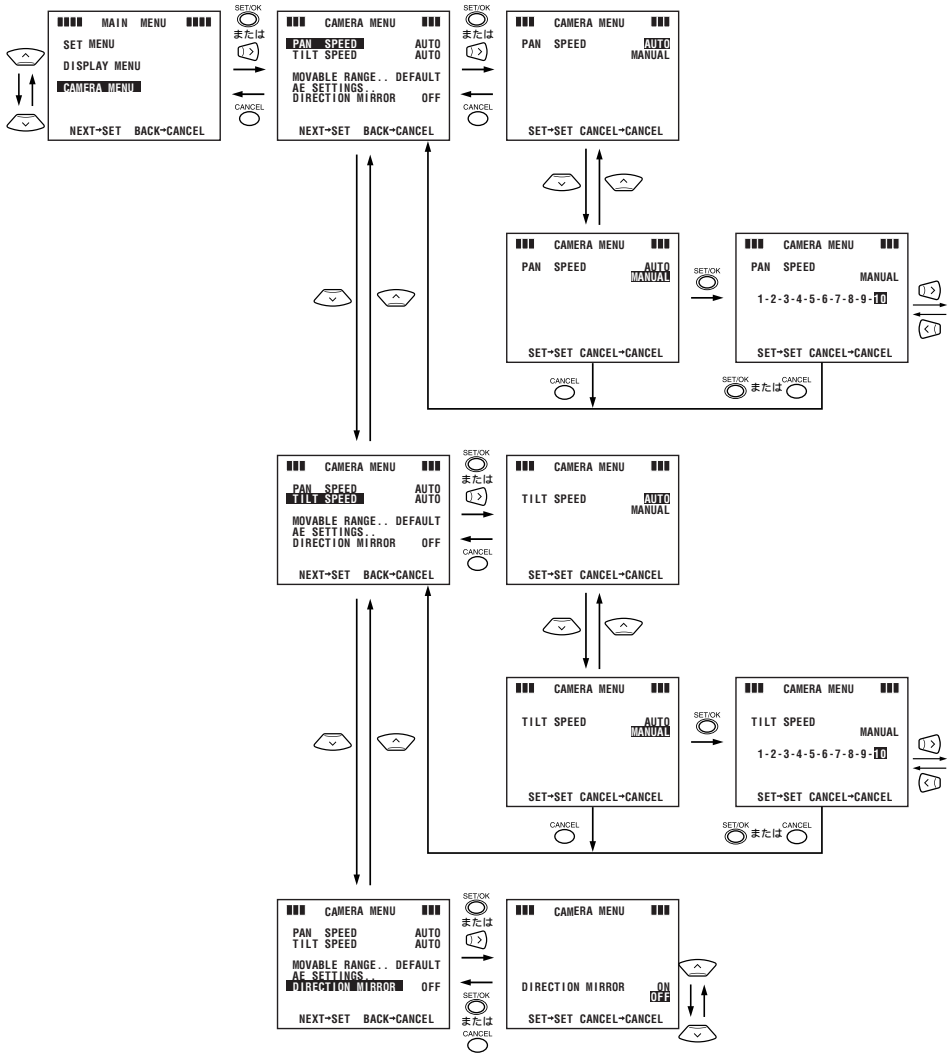 MAIN MENU
SET MENU
DISPLAY MENU
CAMERA MENU
NEXT→SET BACK→CANCEL
SET/OK
または
CANCEL
CAMERA MENU
PAN SPEED AUTO
TILT SPEED AUTO
MOVABLE RANGE.. DEFAULT
AE SETTINGS..
DIRECTION MIRROR OFF
NEXT→SET BACK→CANCEL
SET/OK
または
CANCEL
CAMERA MENU
PAN SPEED AUTO
MANUAL
SET→SET CANCEL→CANCEL
CAMERA MENU
PAN SPEED AUTO
MANUAL
SET→SET CANCEL→CANCEL
SET/OK
CAMERA MENU
PAN SPEED
MANUAL
1-2-3-4-5-6-7-8-9-10
SET→SET CANCEL→CANCEL
CANCEL
SET/OK または CANCEL
CAMERA MENU
PAN SPEED AUTO
TILT SPEED AUTO
MOVABLE RANGE.. DEFAULT
AE SETTINGS..
DIRECTION MIRROR OFF
NEXT→SET BACK→CANCEL
SET/OK
または
CANCEL
CAMERA MENU
TILT SPEED AUTO
MANUAL
SET→SET CANCEL→CANCEL
CAMERA MENU
TILT SPEED AUTO
MANUAL
SET→SET CANCEL→CANCEL
SET/OK
CAMERA MENU
TILT SPEED
MANUAL
1-2-3-4-5-6-7-8-9-10
SET→SET CANCEL→CANCEL
CANCEL
SET/OK または CANCEL
CAMERA MENU
PAN SPEED AUTO
TILT SPEED AUTO
MOVABLE RANGE.. DEFAULT
AE SETTINGS..
DIRECTION MIRROR OFF
NEXT→SET BACK→CANCEL
SET/OK
または
SET/OK
または
CANCEL
CAMERA MENU
DIRECTION MIRROR ON
OFF
SET→SET CANCEL→CANCEL